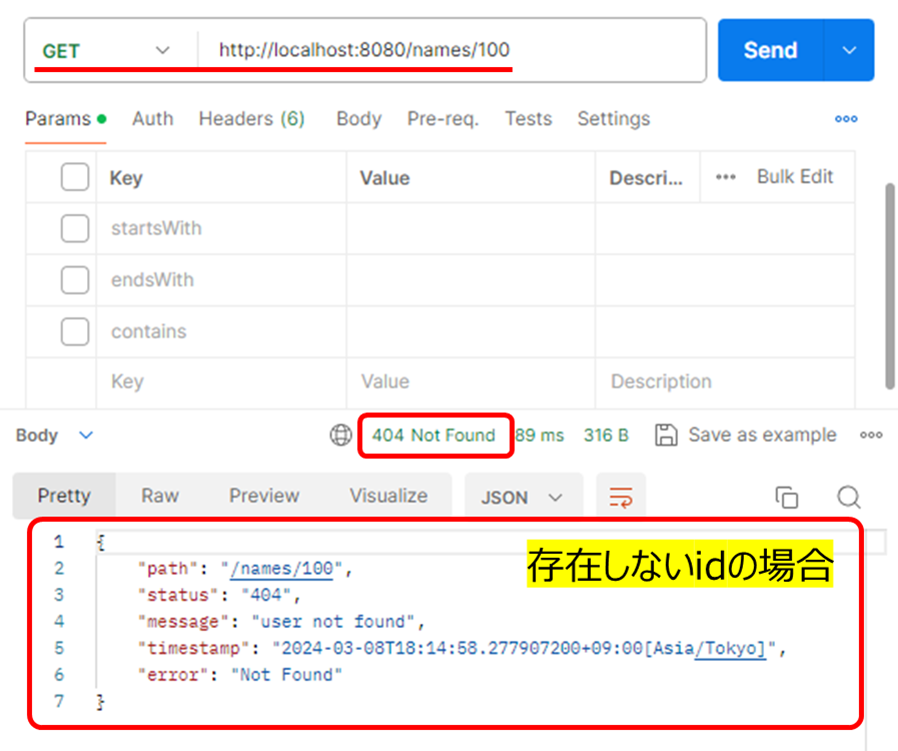 GET http://localhost:8080/names/100 Send
Params Auth Headers (6) Body Pre-req. Tests Settings
Key Value Descri... Bulk Edit
startsWith
endsWith
contains
Key Value Description
Body 404 Not Found 89 ms 316 B Save as example
Pretty Raw Preview Visualize JSON
1 {
存在しないidの場合
2 "path": "/names/100",
3 "status": "404",
4 "message": "user not found",
5 "timestamp": "2024-03-08T18:14:58.277907200+09:00[Asia/Tokyo]",
6 "error": "Not Found"
7 }